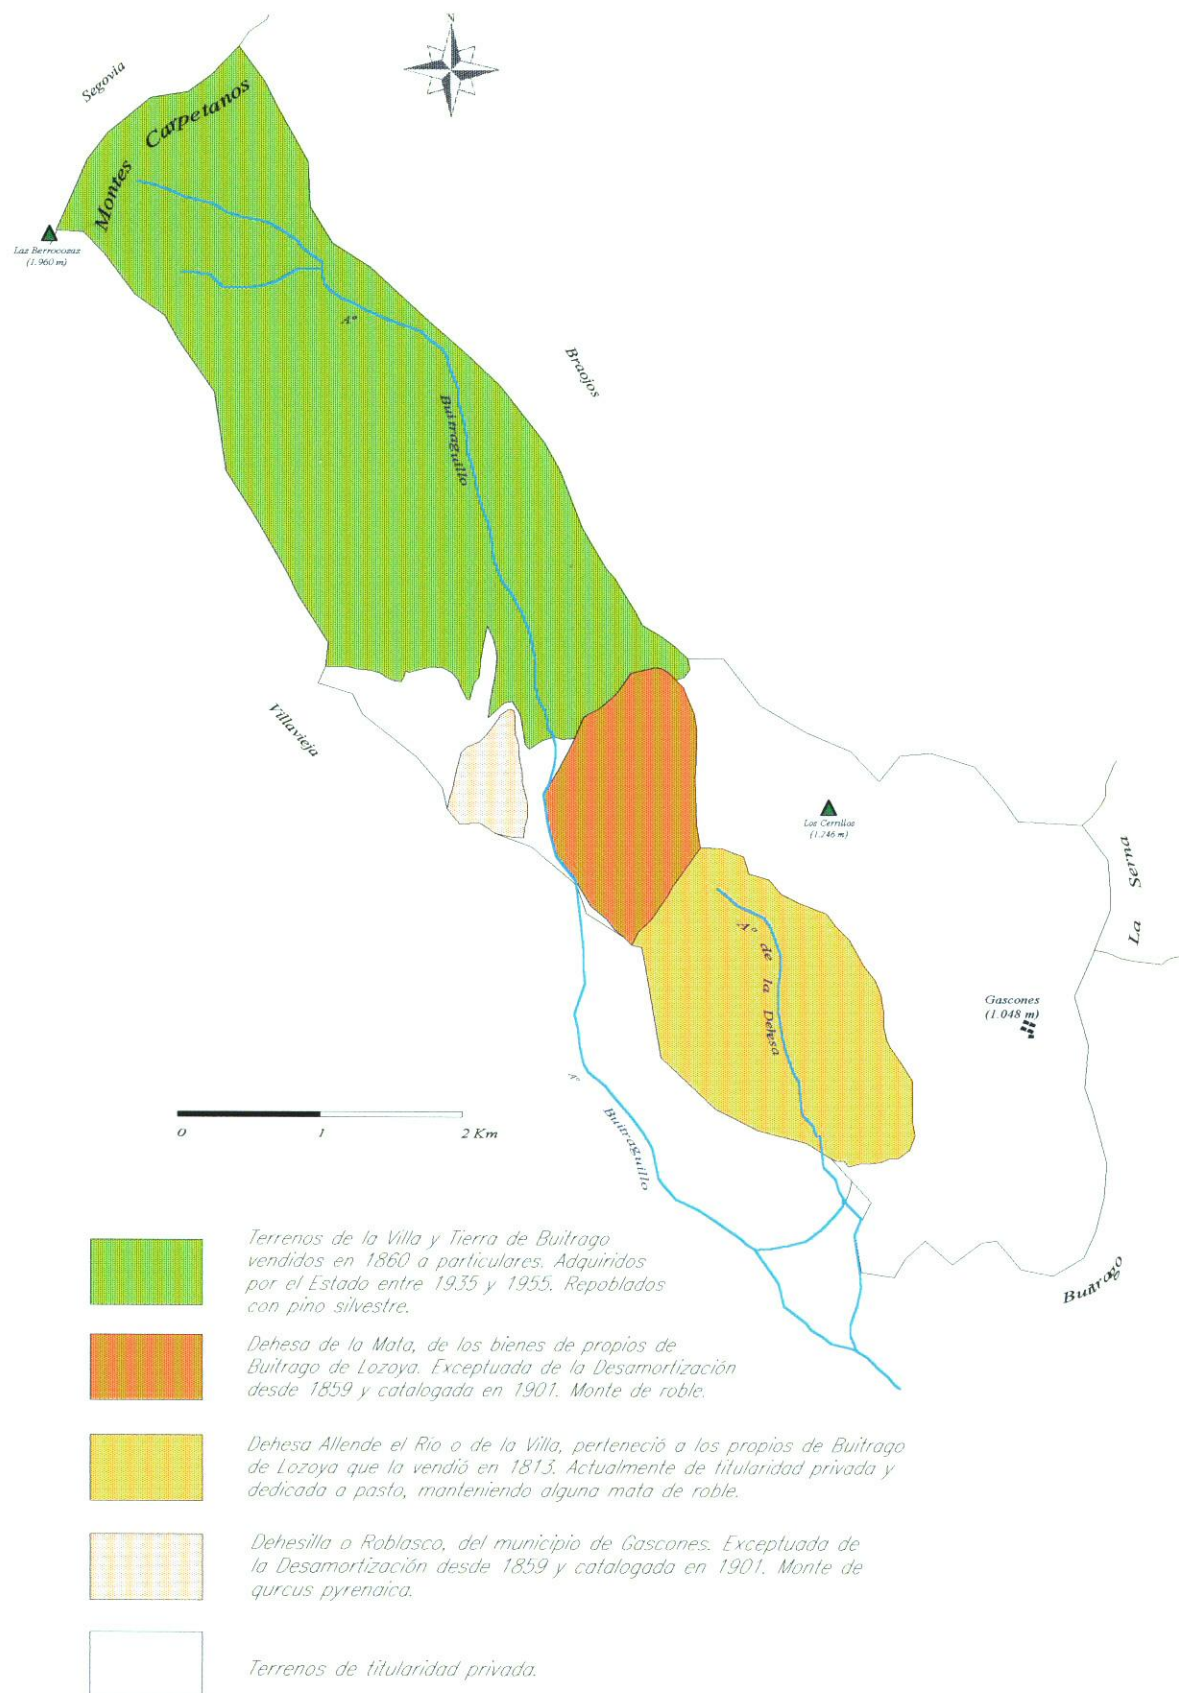 N
Segovia
Montes Carpetanos
Las Berrocozas
(1.960 m)
Aº
Braojos
Buitraguillo
Villavieja
Los Cerrillos
(1.246 m)
La Serna
Aº de la Dehesa
Gascones
(1.048 m)
Aº
Buitraguillo
0 1 2 Km
Buitrago
Terrenos de la Villa y Tierra de Buitrago
vendidos en 1860 a particulares. Adquiridos
por el Estado entre 1935 y 1955. Repoblados
con pino silvestre.
Dehesa de la Mata, de los bienes de propios de
Buitrago de Lozoya. Exceptuada de la Desamortización
desde 1859 y catalogada en 1901. Monte de roble.
Dehesa Allende el Río o de la Villa, perteneció a los propios de Buitrago
de Lozoya que la vendió en 1813. Actualmente de titularidad privada y
dedicada a pasto, manteniendo alguna mata de roble.
Dehesilla o Roblasco, del municipio de Gascones. Exceptuada de
la Desamortización desde 1859 y catalogada en 1901. Monte de
qurcus pyrenaica.
Terrenos de titularidad privada.